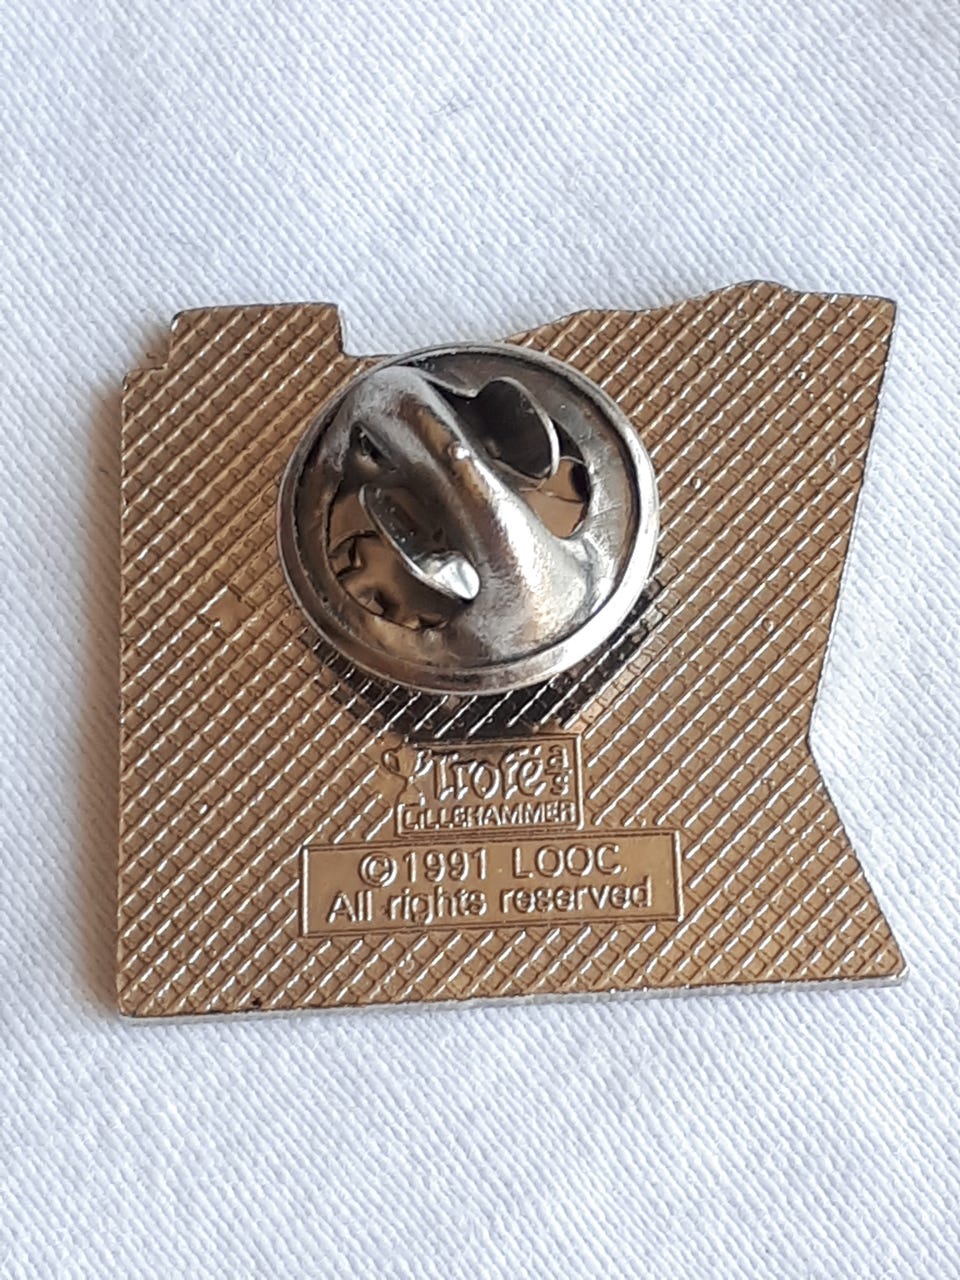 Trofé
LILLEHAMMER
©1991 LOOC
All rights reserved